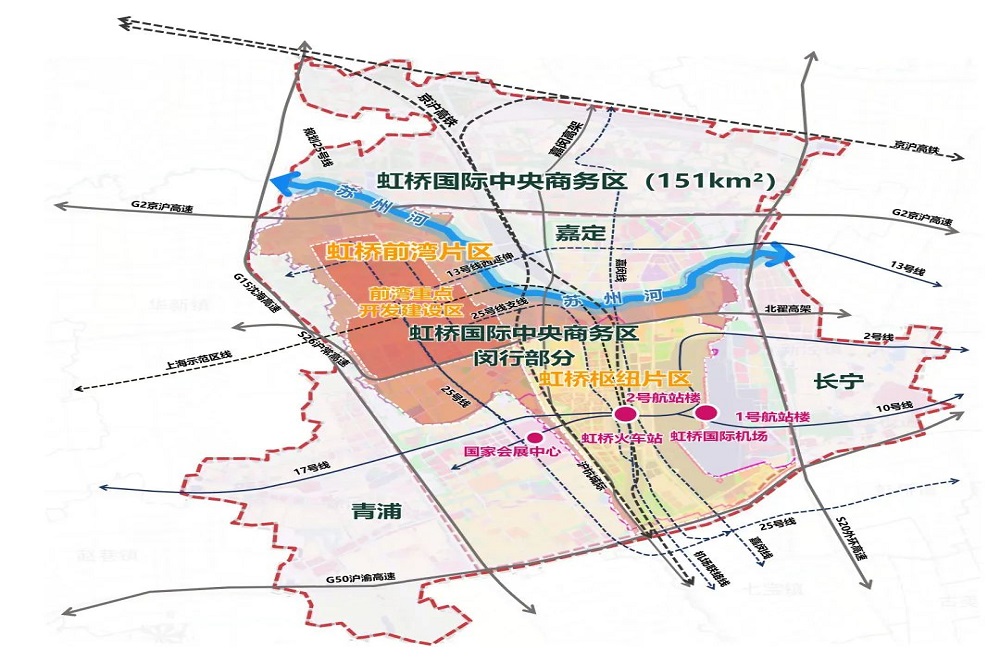 京沪高铁
规划25号线
嘉闵高架
京沪高铁
虹桥国际中央商务区（151km²）
苏州河
G2京沪高速
G2京沪高速
嘉定
虹桥前湾片区
13号线西延伸
嘉闵线
13号线
G15沈海高速
前湾重点
开发建设区
苏州河
25号线支线
北翟高架
虹桥国际中央商务区
闵行部分
2号线
S26沪常高速
上海示范区线
虹桥枢纽片区
长宁
25号线
2号航站楼
1号航站楼
10号线
虹桥火车站
虹桥国际机场
国家会展中心
17号线
沪杭城际
青浦
25号线
嘉闵线
S20外环高速
机场联络线
G50沪渝高速
华新镇
七宝镇